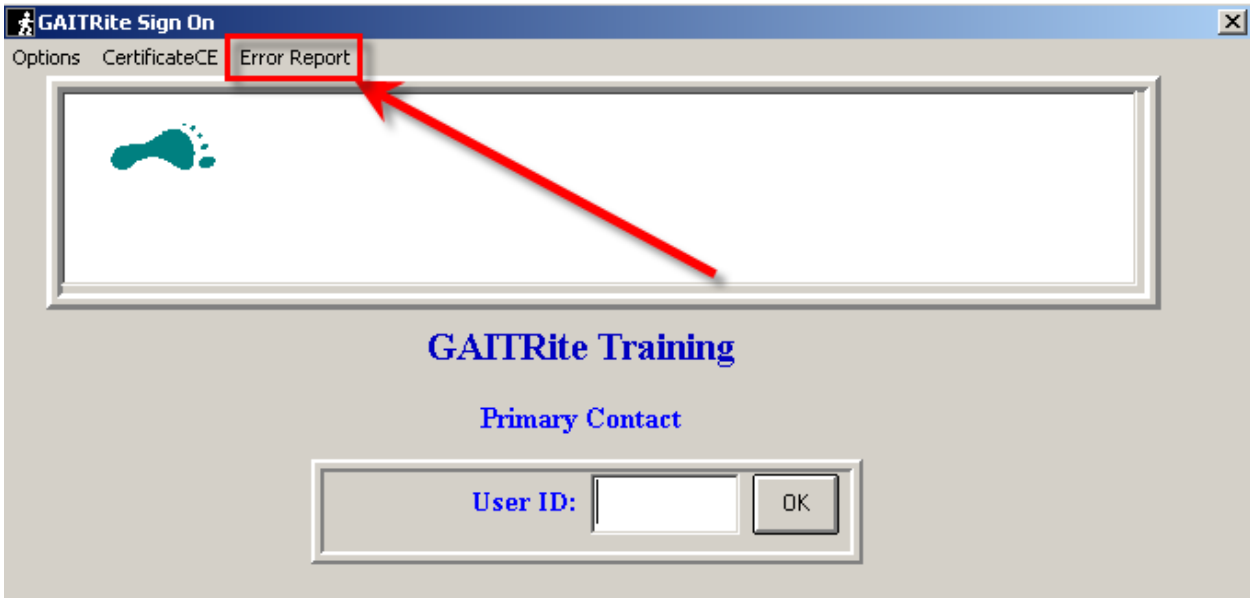 GAITRite Sign On
Options CertificateCE Error Report
GAITRite Training
Primary Contact
User ID: OK